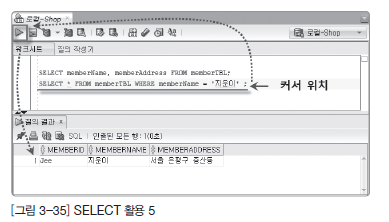 로컬-Shop
로컬-Shop
워크시트 질의 작성기
SELECT memberName, memberAddress FROM memberTBL;
SELECT * FROM memberTBL WHERE memberName = '지운이' ;
커서 위치
질의 결과 ×
SQL | 인출된 모든 행: 1(0초)
MEMBERID MEMBERNAME MEMBERADDRESS
1 Jee 지운이 서울 은평구 증산동
[그림 3-35] SELECT 활용 5